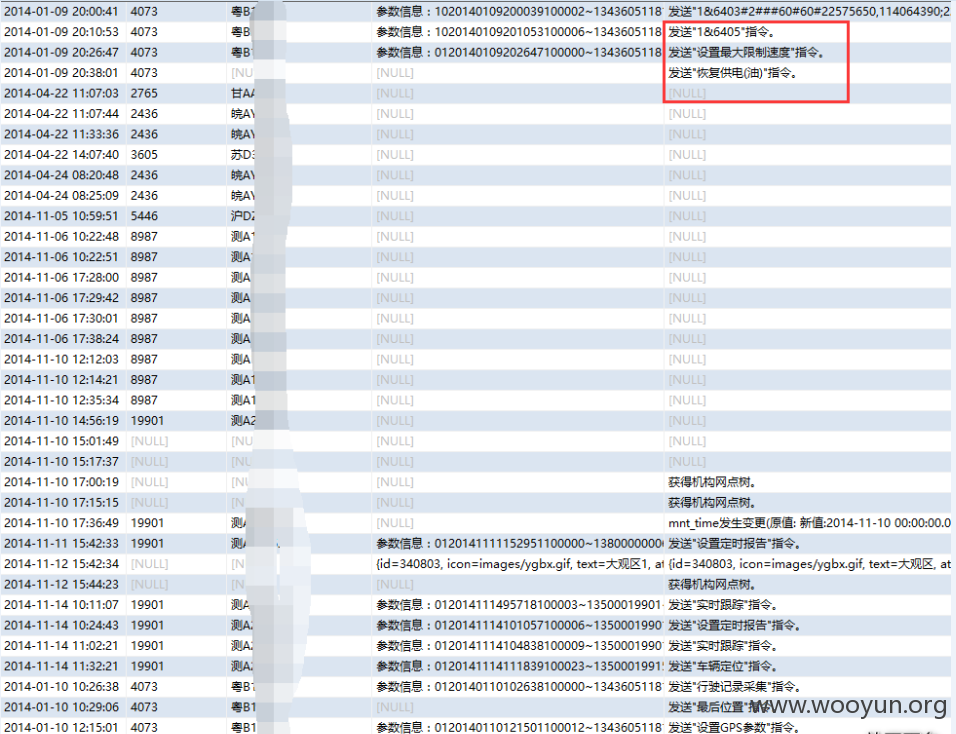 2014-01-09 20:00:41 4073 粤B1 参数信息：1020140109200039100002~1343605118 发送"1&6403#2###60#60#22575650,114064390;2
2014-01-09 20:10:53 4073 粤B 参数信息：1020140109201053100006~1343605118 发送"1&6405"指令。
2014-01-09 20:26:47 4073 粤B 参数信息：0120140109202647100000~1343605118 发送"设置最大限制速度"指令。
2014-01-09 20:38:01 4073 [NU [NULL] 发送"恢复供电(油)"指令。
2014-04-22 11:07:03 2765 甘AA [NULL] [NULL]
2014-04-22 11:07:44 2436 皖AY [NULL] [NULL]
2014-04-22 11:33:36 2436 皖AY [NULL] [NULL]
2014-04-22 14:07:40 3605 苏D3 [NULL] [NULL]
2014-04-24 08:20:48 2436 皖AY [NULL] [NULL]
2014-04-24 08:25:09 2436 皖AY [NULL] [NULL]
2014-11-05 10:59:51 5446 沪DZ [NULL] [NULL]
2014-11-06 10:22:48 8987 测A1 [NULL] [NULL]
2014-11-06 10:22:51 8987 测A1 [NULL] [NULL]
2014-11-06 17:28:00 8987 测A [NULL] [NULL]
2014-11-06 17:29:42 8987 测A [NULL] [NULL]
2014-11-06 17:30:01 8987 测A [NULL] [NULL]
2014-11-06 17:38:24 8987 测A [NULL] [NULL]
2014-11-10 12:12:03 8987 测A [NULL] [NULL]
2014-11-10 12:14:21 8987 测A1 [NULL] [NULL]
2014-11-10 12:35:34 8987 测A1 [NULL] [NULL]
2014-11-10 14:56:19 19901 测A2 [NULL] [NULL]
2014-11-10 15:01:49 [NULL] [NU [NULL] [NULL]
2014-11-10 15:17:37 [NULL] [NU [NULL] [NULL]
2014-11-10 17:00:19 [NULL] [N [NULL] 获得机构网点树。
2014-11-10 17:15:15 [NULL] [N [NULL] 获得机构网点树。
2014-11-10 17:36:49 19901 测A [NULL] mnt_time发生变更(原值: 新值:2014-11-10 00:00:00.0
2014-11-11 15:42:33 19901 测A 参数信息：0120141111152951100000~1380000000 发送"设置定时报告"指令。
2014-11-12 15:42:34 [NULL] [N {id=340803, icon=images/ygbx.gif, text=大观区1, at {id=340803, icon=images/ygbx.gif, text=大观区, at
2014-11-12 15:44:23 [NULL] [N [NULL] 获得机构网点树。
2014-11-14 10:11:07 19901 测A 参数信息：0120141114957181 00003~13500019901 发送"实时跟踪"指令。
2014-11-14 10:24:43 19901 测A2 参数信息：0120141114101057100006~1350001990 发送"设置定时报告"指令。
2014-11-14 11:02:21 19901 测A2 参数信息：0120141114104838100009~1350001990 发送"实时跟踪"指令。
2014-11-14 11:32:21 19901 测A2 参数信息：0120141114111839100023~1350001991 发送"车辆定位"指令。
2014-01-10 10:26:38 4073 粤B 参数信息：0120140110102638100000~1343605118 发送"行驶记录采集"指令。
2014-01-10 10:29:06 4073 粤B1 [NULL] 发送"最后位置"指令。
www.wooyun.org
2014-01-10 12:15:01 4073 粤B1 参数信息：0120140110121501100012~1343605118 发送"设置GPS参数"指令。